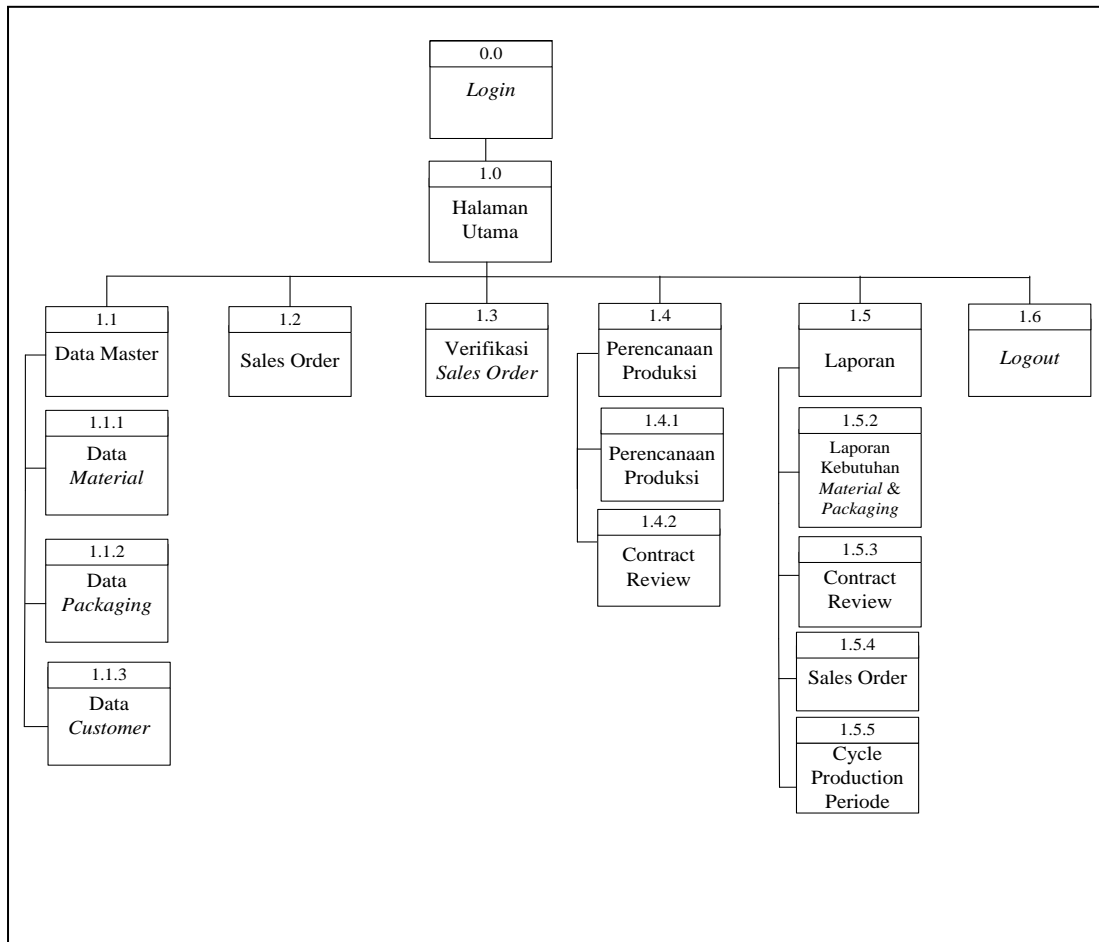 0.0
Login
1.0
Halaman
Utama
1.1
Data Master
1.2
Sales Order
1.3
Verifikasi
Sales Order
1.4
Perencanaan
Produksi
1.5
Laporan
1.6
Logout
1.1.1
Data
Material
1.1.2
Data
Packaging
1.1.3
Data
Customer
1.4.1
Perencanaan
Produksi
1.4.2
Contract
Review
1.5.2
Laporan
Kebutuhan
Material &
Packaging
1.5.3
Contract
Review
1.5.4
Sales Order
1.5.5
Cycle
Production
Periode